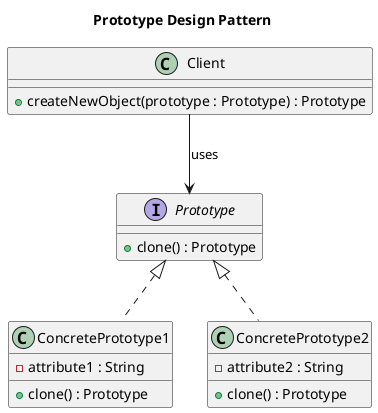 Prototype Design Pattern
C Client
createNewObject(prototype : Prototype) : Prototype
uses
I Prototype
clone() : Prototype
C ConcretePrototype1
attribute1 : String
clone() : Prototype
C ConcretePrototype2
attribute2 : String
clone() : Prototype